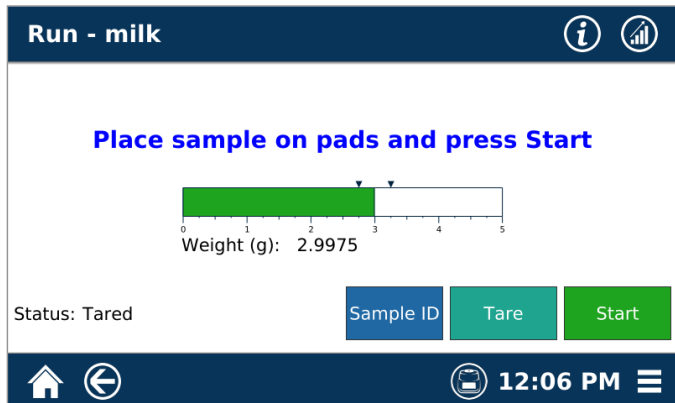 Run - milk
Place sample on pads and press Start
0 1 2 3 4 5
Weight (g): 2.9975
Status: Tared
Sample ID
Tare
Start
12:06 PM